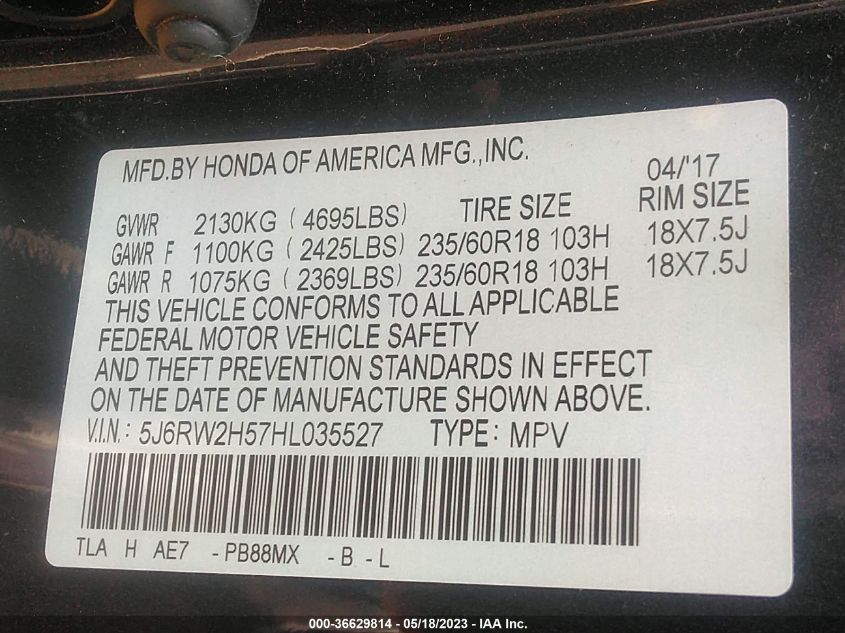 MFD.BY HONDA OF AMERICA MFG.,INC. 04/'17
GVWR 2130KG ( 4695LBS) TIRE SIZE RIM SIZE
GAWR F 1100KG ( 2425LBS) 235/60R18 103H 18X7.5J
GAWR R 1075KG ( 2369LBS) 235/60R18 103H 18X7.5J
THIS VEHICLE CONFORMS TO ALL APPLICABLE
FEDERAL MOTOR VEHICLE SAFETY
AND THEFT PREVENTION STANDARDS IN EFFECT
ON THE DATE OF MANUFACTURE SHOWN ABOVE.
V.I.N.: 5J6RW2H57HL035527 TYPE: MPV
TLA H AE7 -PB88MX -B -L
000-36629814 - 05/18/2023 - IAA Inc.